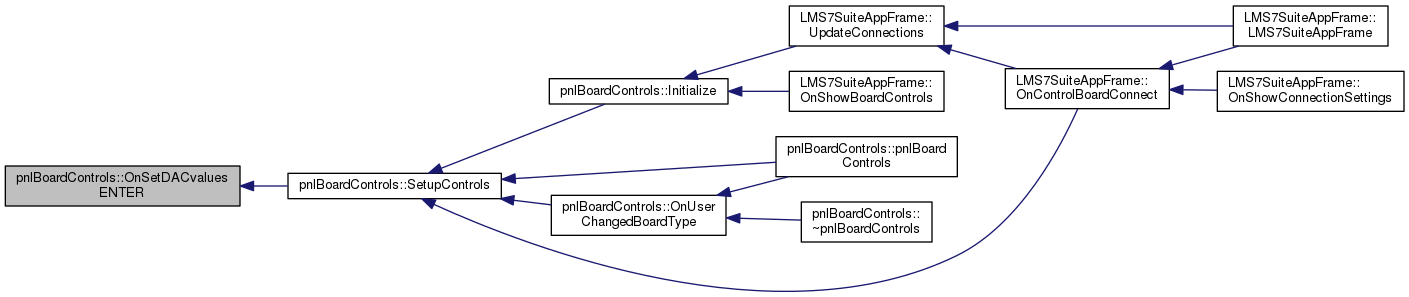 pnlBoardControls::OnSetDACvalues
ENTER
pnlBoardControls::SetupControls
pnlBoardControls::Initialize
LMS7SuiteAppFrame::
UpdateConnections
LMS7SuiteAppFrame::
OnShowBoardControls
pnlBoardControls::pnlBoard
Controls
pnlBoardControls::OnUser
ChangedBoardType
pnlBoardControls::
~pnlBoardControls
LMS7SuiteAppFrame::
OnControlBoardConnect
LMS7SuiteAppFrame::
LMS7SuiteAppFrame
LMS7SuiteAppFrame::
OnShowConnectionSettings